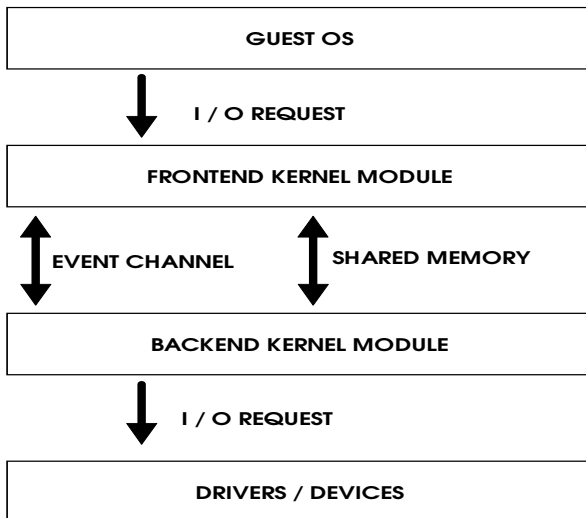 GUEST OS
I / O REQUEST
FRONTEND KERNEL MODULE
EVENT CHANNEL
SHARED MEMORY
BACKEND KERNEL MODULE
I / O REQUEST
DRIVERS / DEVICES